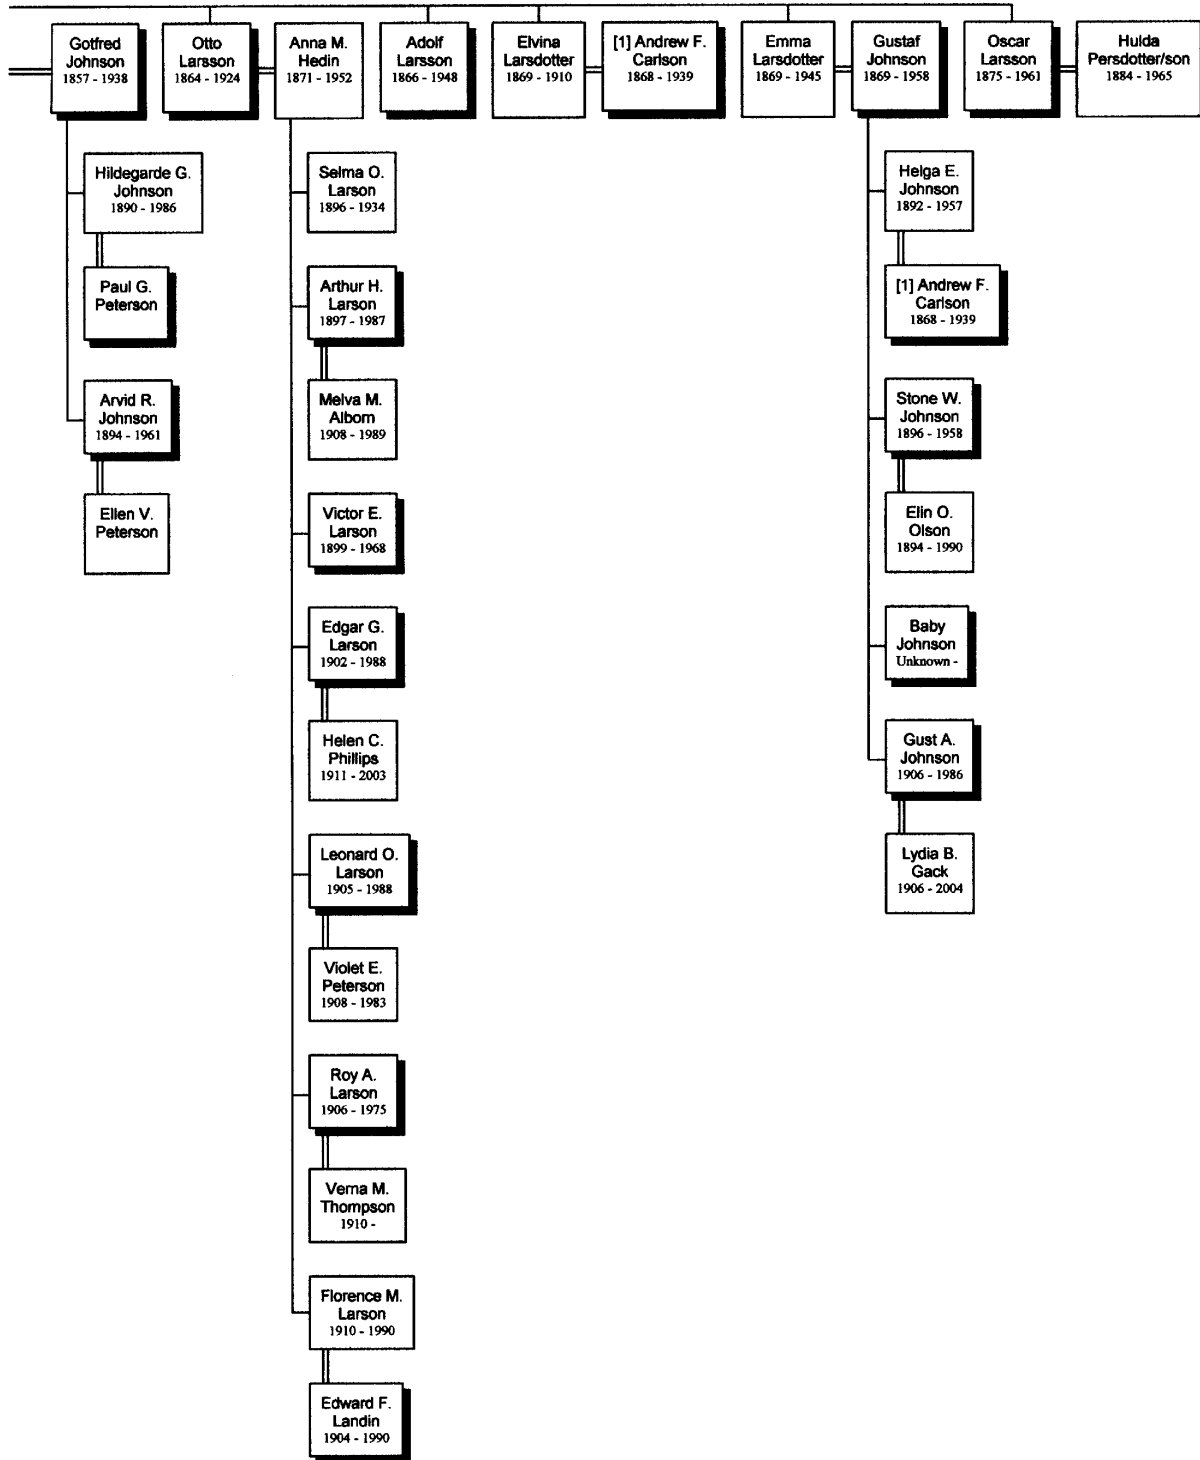 Gotfred
Johnson
1857 - 1938
Otto
Larsson
1864 - 1924
Anna M.
Hedin
1871 - 1952
Adolf
Larsson
1866 - 1948
Elvina
Larsdotter
1869 - 1910
[1] Andrew F.
Carlson
1868 - 1939
Emma
Larsdotter
1869 - 1945
Gustaf
Johnson
1869 - 1958
Oscar
Larsson
1875 - 1961
Hulda
Persdotter/son
1884 - 1965
Hildegarde G.
Johnson
1890 - 1986
Paul G.
Peterson
Arvid R.
Johnson
1894 - 1961
Ellen V.
Peterson
Selma O.
Larson
1896 - 1934
Arthur H.
Larson
1897 - 1987
Melva M.
Alborn
1908 - 1989
Victor E.
Larson
1899 - 1968
Edgar G.
Larson
1902 - 1988
Helen C.
Phillips
1911 - 2003
Leonard O.
Larson
1905 - 1988
Violet E.
Peterson
1908 - 1983
Roy A.
Larson
1906 - 1975
Verna M.
Thompson
1910 -
Florence M.
Larson
1910 - 1990
Edward F.
Landin
1904 - 1990
Helga E.
Johnson
1892 - 1957
[1] Andrew F.
Carlson
1868 - 1939
Stone W.
Johnson
1896 - 1958
Elin O.
Olson
1894 - 1990
Baby
Johnson
Unknown -
Gust A.
Johnson
1906 - 1986
Lydia B.
Gack
1906 - 2004